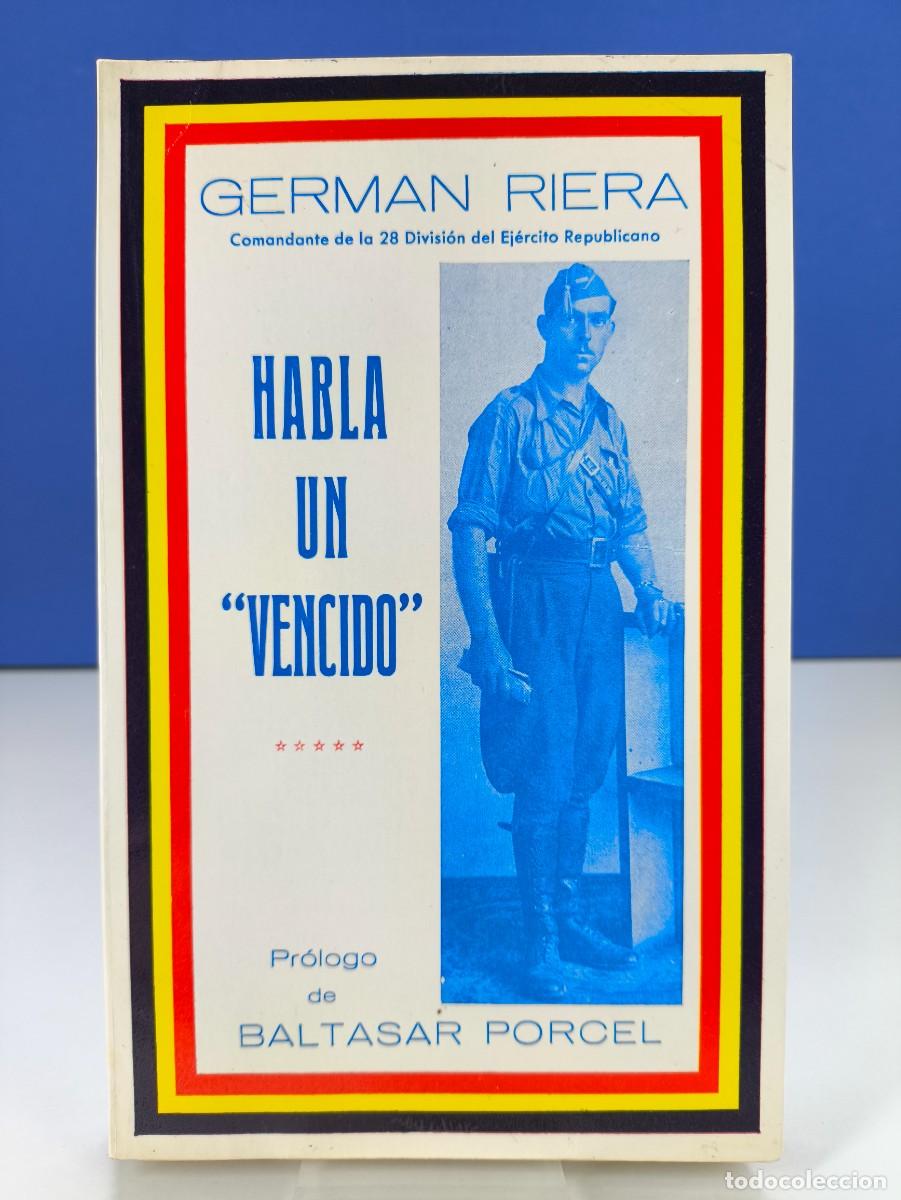 GERMAN RIERA
Comandante de la 28 División del Ejército Republicano
HABLA
UN
“VENCIDO”
Prólogo
de
BALTASAR PORCEL
todocoleccion